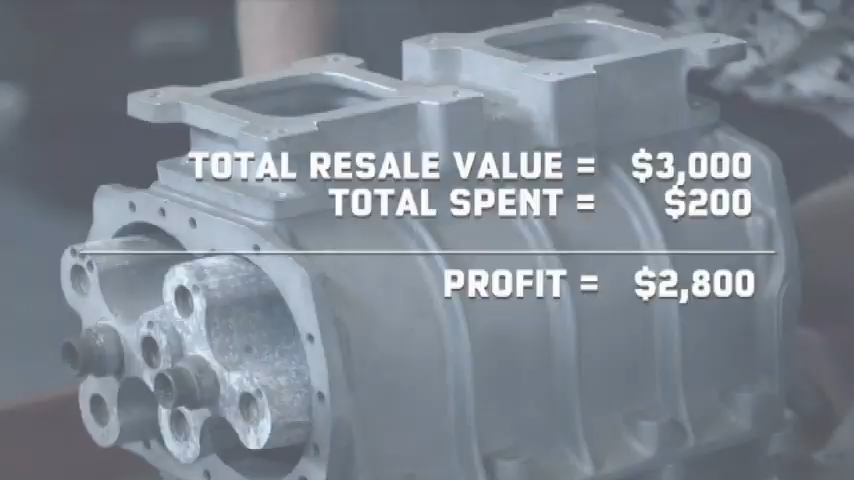 TOTAL RESALE VALUE = $3,000
TOTAL SPENT = $200
PROFIT = $2,800